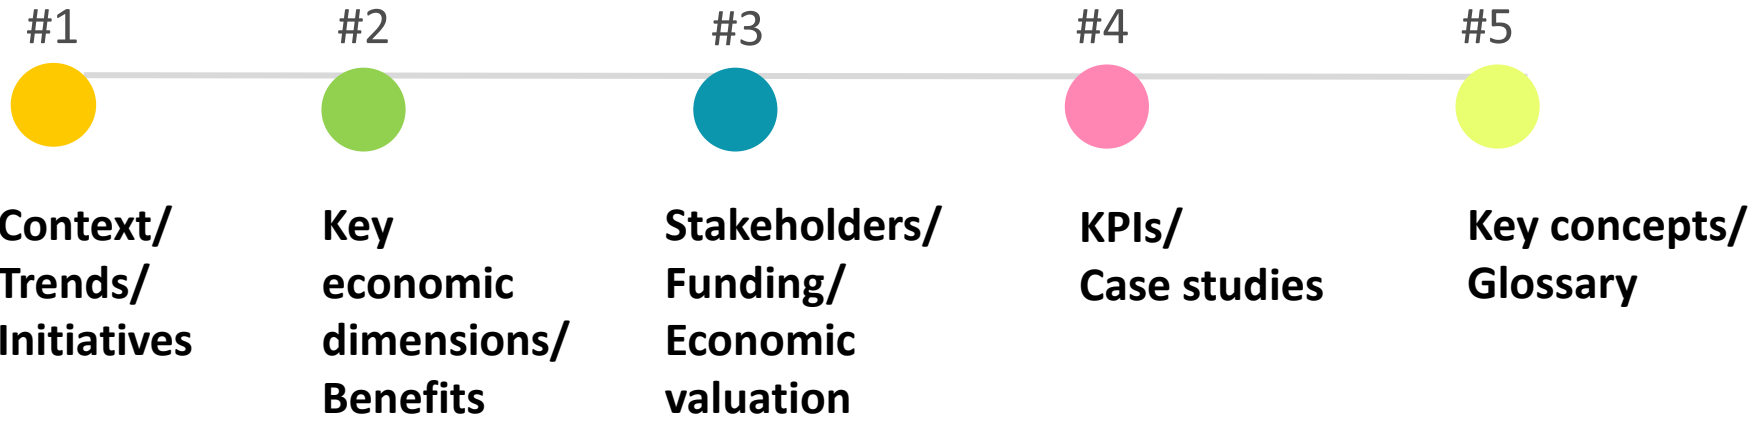 #1
#2
#3
#4
#5
Context/
Trends/
Initiatives
Key
economic
dimensions/
Benefits
Stakeholders/
Funding/
Economic
valuation
KPIs/
Case studies
Key concepts/
Glossary